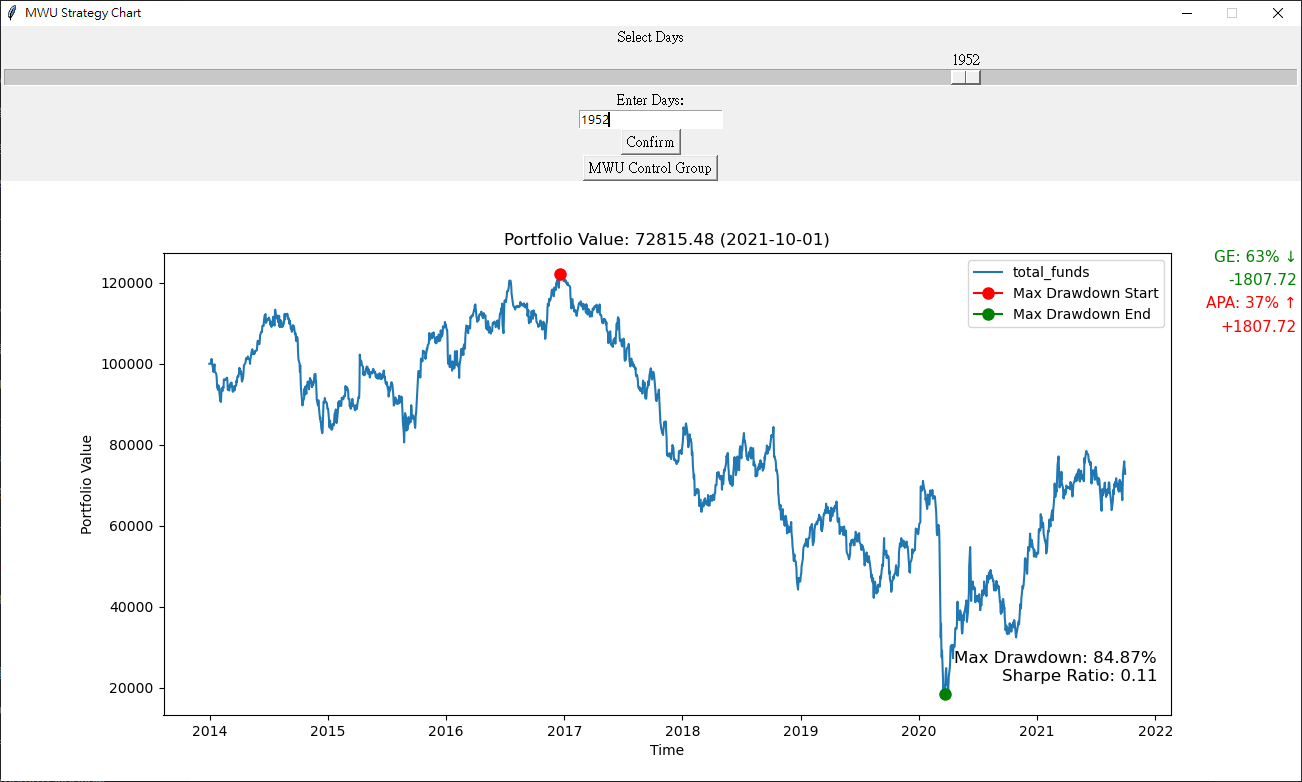 MWU Strategy Chart
Select Days
1952
Enter Days:
1952
Confirm
MWU Control Group
Portfolio Value: 72815.48 (2021-10-01)
GE: 63% ↓
-1807.72
APA: 37% ↑
+1807.72
total_funds
Max Drawdown Start
Max Drawdown End
120000
100000
80000
60000
40000
20000
Portfolio Value
Max Drawdown: 84.87%
Sharpe Ratio: 0.11
2014 2015 2016 2017 2018 2019 2020 2021 2022
Time